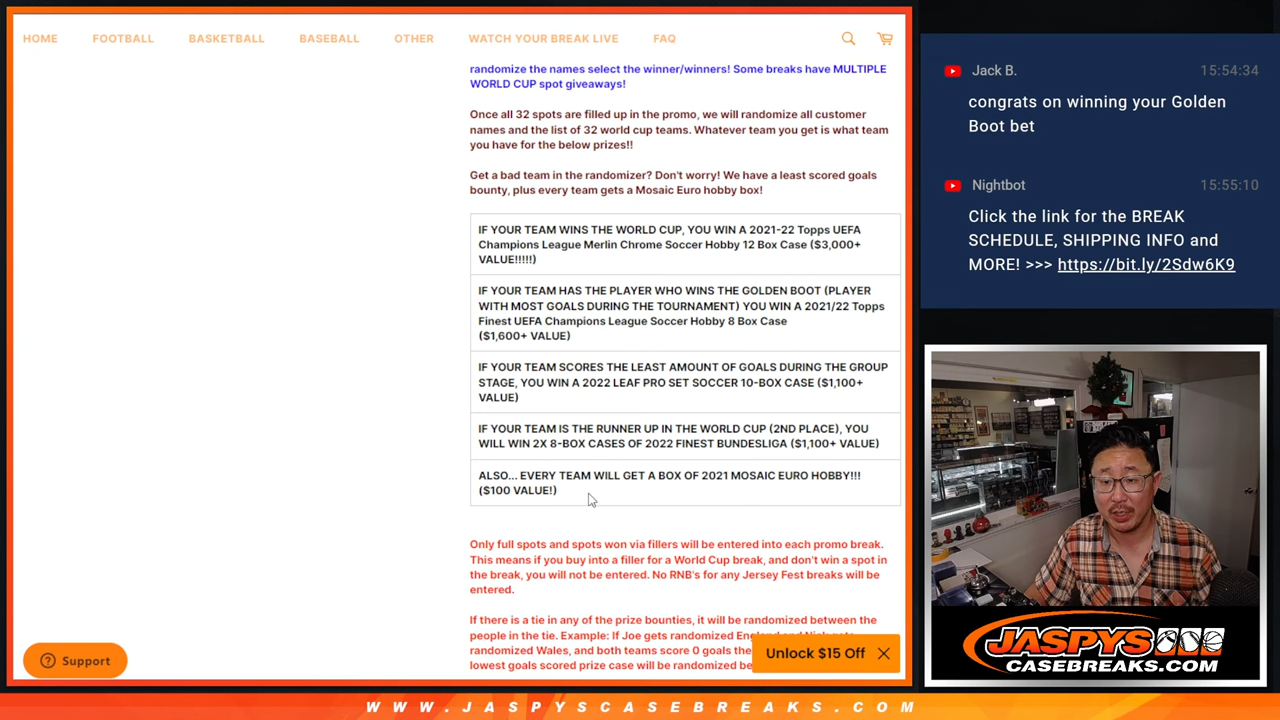 HOME FOOTBALL BASKETBALL BASEBALL OTHER WATCH YOUR BREAK LIVE FAQ
randomize the names select the winner/winners! Some breaks have MULTIPLE
WORLD CUP spot giveaways!
Once all 32 spots are filled up in the promo, we will randomize all customer
names and the list of 32 world cup teams. Whatever team you get is what team
you have for the below prizes!!
Get a bad team in the randomizer? Don't worry! We have a least scored goals
bounty, plus every team gets a Mosaic Euro hobby box!
IF YOUR TEAM WINS THE WORLD CUP, YOU WIN A 2021-22 Topps UEFA
Champions League Merlin Chrome Soccer Hobby 12 Box Case ($3,000+
VALUE!!!!!)
IF YOUR TEAM HAS THE PLAYER WHO WINS THE GOLDEN BOOT (PLAYER
WITH MOST GOALS DURING THE TOURNAMENT) YOU WIN A 2021/22 Topps
Finest UEFA Champions League Soccer Hobby 8 Box Case
($1,600+ VALUE)
IF YOUR TEAM SCORES THE LEAST AMOUNT OF GOALS DURING THE GROUP
STAGE, YOU WIN A 2022 LEAF PRO SET SOCCER 10-BOX CASE ($1,100+
VALUE)
IF YOUR TEAM IS THE RUNNER UP IN THE WORLD CUP (2ND PLACE), YOU
WILL WIN 2X 8-BOX CASES OF 2022 FINEST BUNDESLIGA ($1,100+ VALUE)
ALSO... EVERY TEAM WILL GET A BOX OF 2021 MOSAIC EURO HOBBY!!!
($100 VALUE!)
Only full spots and spots won via fillers will be entered into each promo break.
This means if you buy into a filler for a World Cup break, and don't win a spot in
the break, you will not be entered. No RNB's for any Jersey Fest breaks will be
entered.
If there is a tie in any of the prize bounties, it will be randomized between the
people in the tie. Example: If Joe gets randomized England and Nick gets
randomized Wales, and both teams score 0 goals the
lowest goals scored prize case will be randomized be
Support
Unlock $15 Off
Jack B. 15:54:34
congrats on winning your Golden
Boot bet
Nightbot 15:55:10
Click the link for the BREAK
SCHEDULE, SHIPPING INFO and
MORE! >>> https://bit.ly/2Sdw6K9
JASPYS
CASEBREAKS.COM
WWW.JASPYSCASEBREAKS.COM